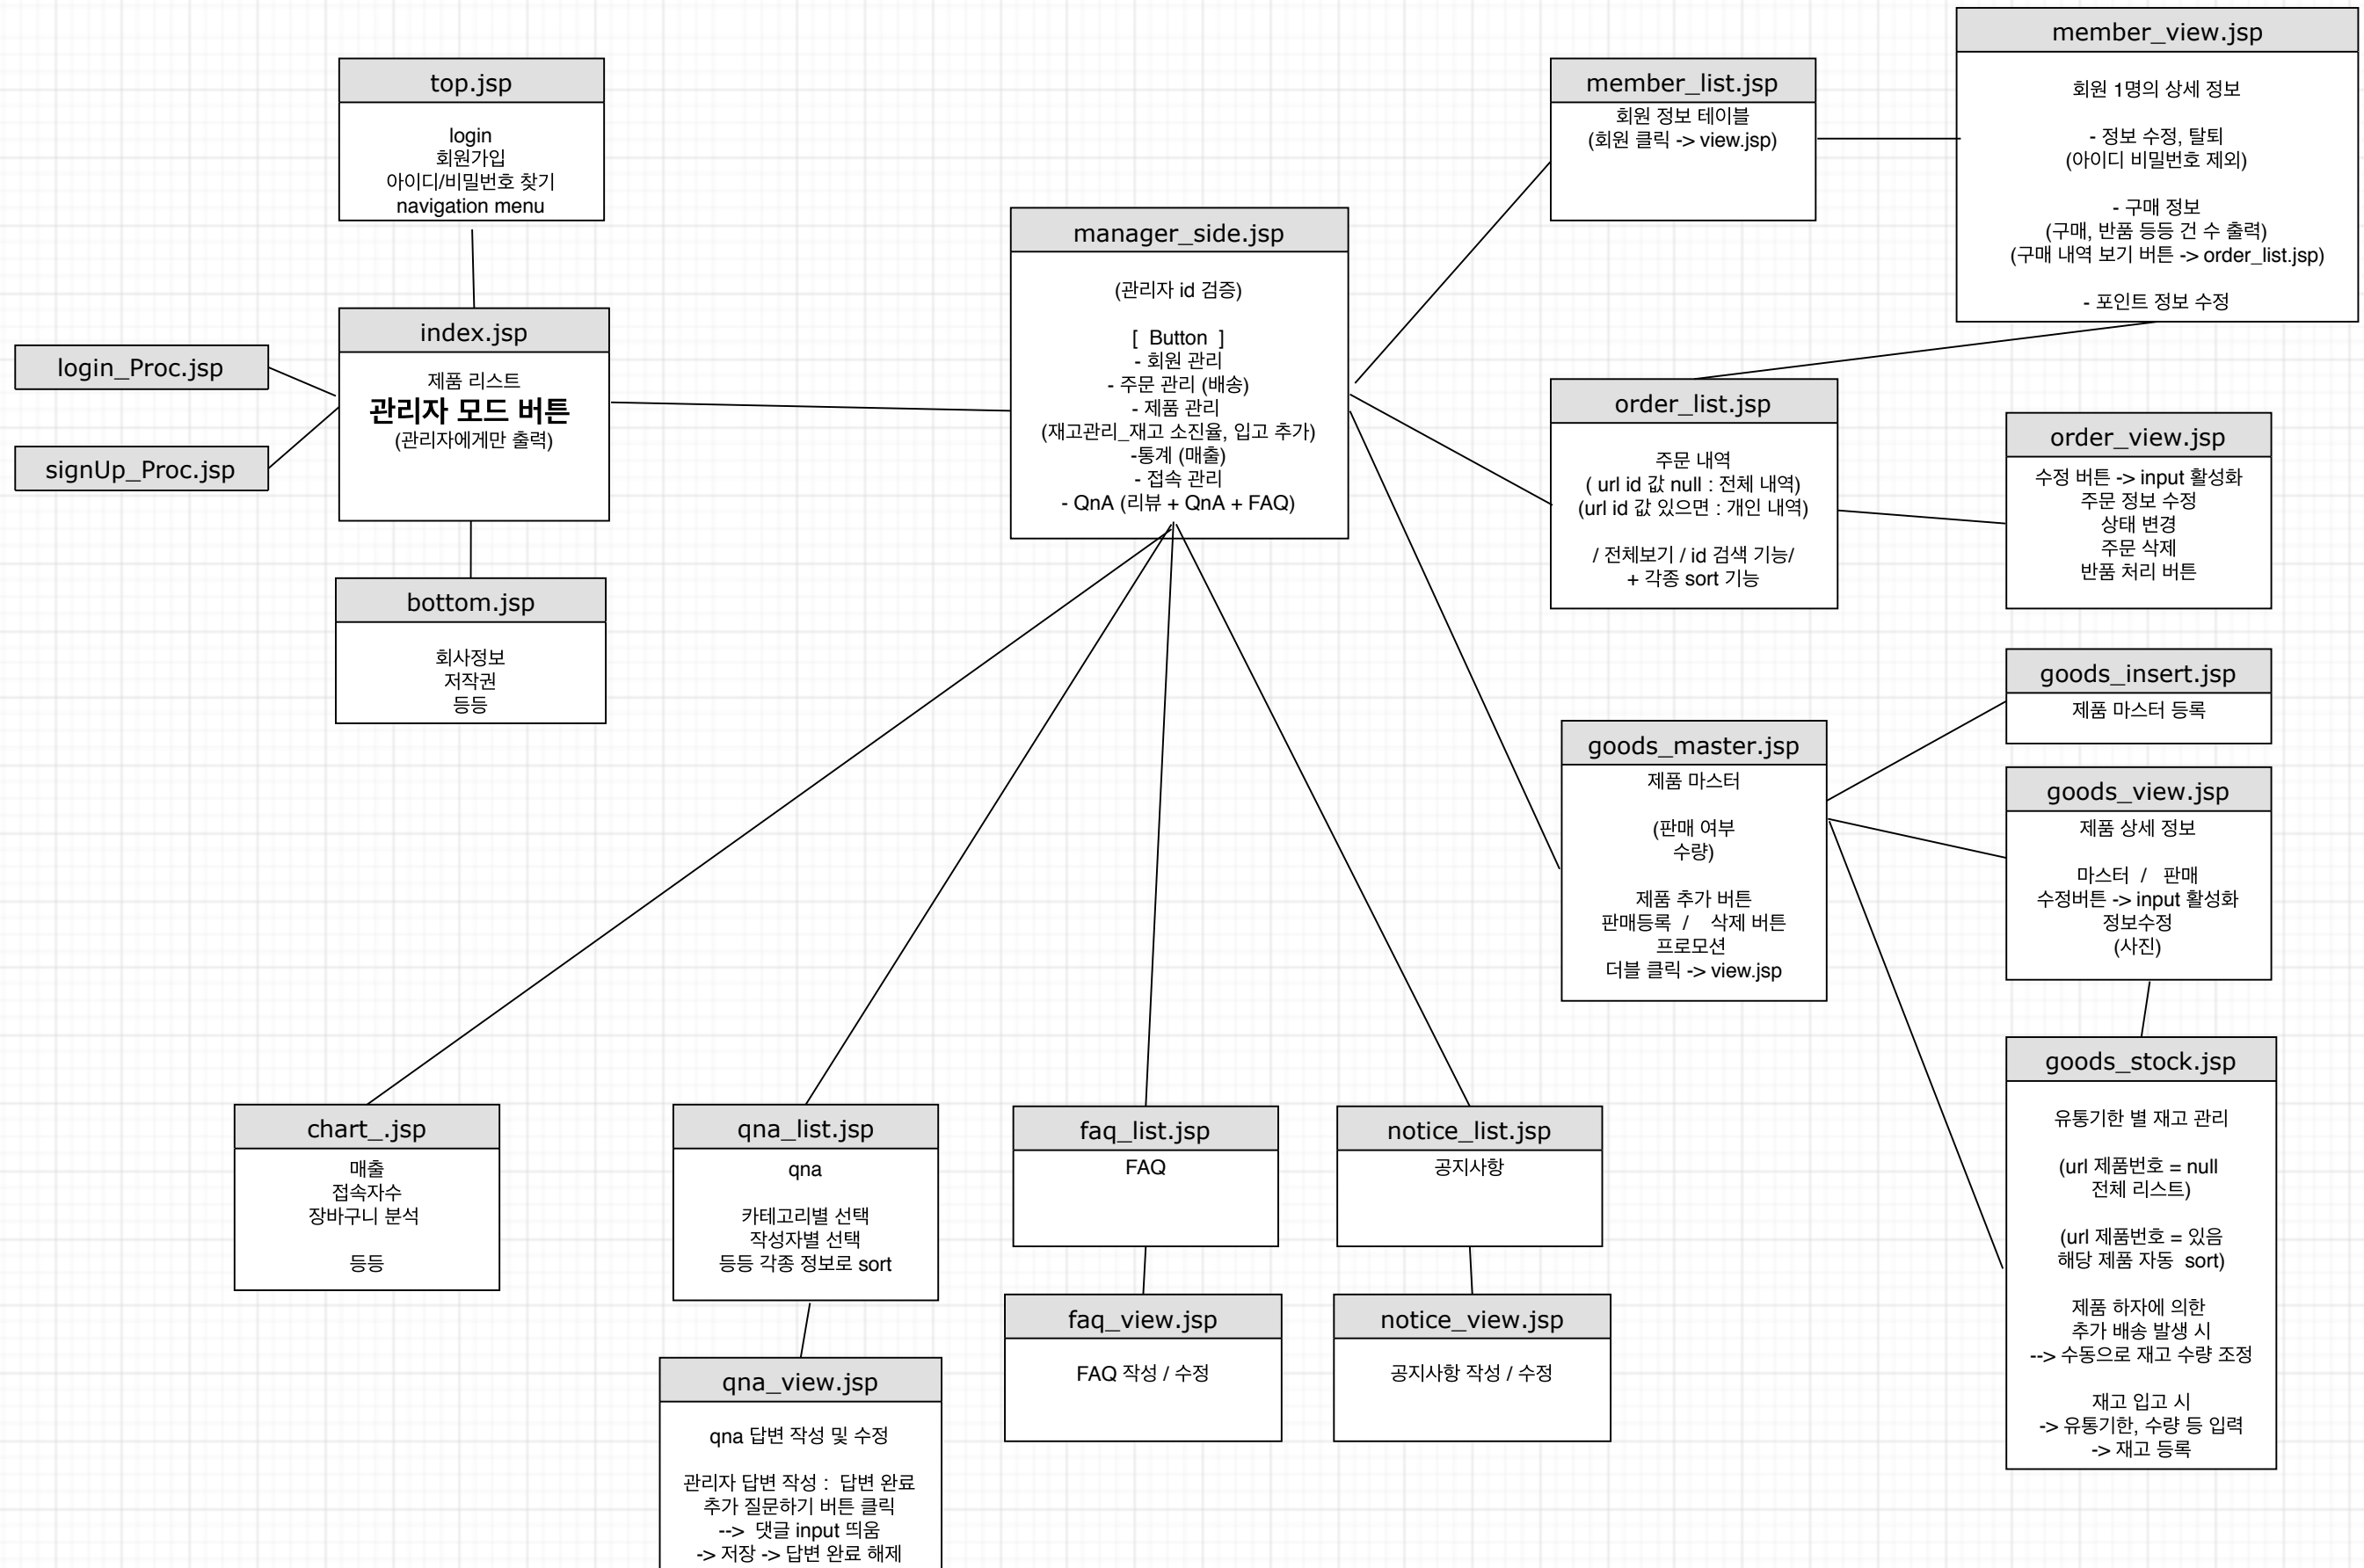 top.jsp
login
회원가입
아이디/비밀번호 찾기
navigation menu
login_Proc.jsp
signUp_Proc.jsp
index.jsp
제품 리스트
관리자 모드 버튼
(관리자에게만 출력)
bottom.jsp
회사정보
저작권
등등
manager_side.jsp
(관리자 id 검증)
[ Button ]
- 회원 관리
- 주문 관리 (배송)
- 제품 관리
(재고관리_재고 소진율, 입고 추가)
-통계 (매출)
- 접속 관리
- QnA (리뷰 + QnA + FAQ)
member_list.jsp
회원 정보 테이블
(회원 클릭 -> view.jsp)
member_view.jsp
회원 1명의 상세 정보
- 정보 수정, 탈퇴
(아이디 비밀번호 제외)
- 구매 정보
(구매, 반품 등등 건 수 출력)
(구매 내역 보기 버튼 -> order_list.jsp)
- 포인트 정보 수정
order_list.jsp
주문 내역
( url id 값 null : 전체 내역)
(url id 값 있으면 : 개인 내역)
/ 전체보기 / id 검색 기능/
+ 각종 sort 기능
order_view.jsp
수정 버튼 -> input 활성화
주문 정보 수정
상태 변경
주문 삭제
반품 처리 버튼
goods_master.jsp
제품 마스터
(판매 여부
수량)
제품 추가 버튼
판매등록 / 삭제 버튼
프로모션
더블 클릭 -> view.jsp
goods_insert.jsp
제품 마스터 등록
goods_view.jsp
제품 상세 정보
마스터 / 판매
수정버튼 -> input 활성화
정보수정
(사진)
goods_stock.jsp
유통기한 별 재고 관리
(url 제품번호 = null
전체 리스트)
(url 제품번호 = 있음
해당 제품 자동 sort)
제품 하자에 의한
추가 배송 발생 시
--> 수동으로 재고 수량 조정
재고 입고 시
-> 유통기한, 수량 등 입력
-> 재고 등록
chart_.jsp
매출
접속자수
장바구니 분석
등등
qna_list.jsp
qna
카테고리별 선택
작성자별 선택
등등 각종 정보로 sort
qna_view.jsp
qna 답변 작성 및 수정
관리자 답변 작성 : 답변 완료
추가 질문하기 버튼 클릭
--> 댓글 input 띄움
-> 저장 -> 답변 완료 해제
faq_list.jsp
FAQ
faq_view.jsp
FAQ 작성 / 수정
notice_list.jsp
공지사항
notice_view.jsp
공지사항 작성 / 수정